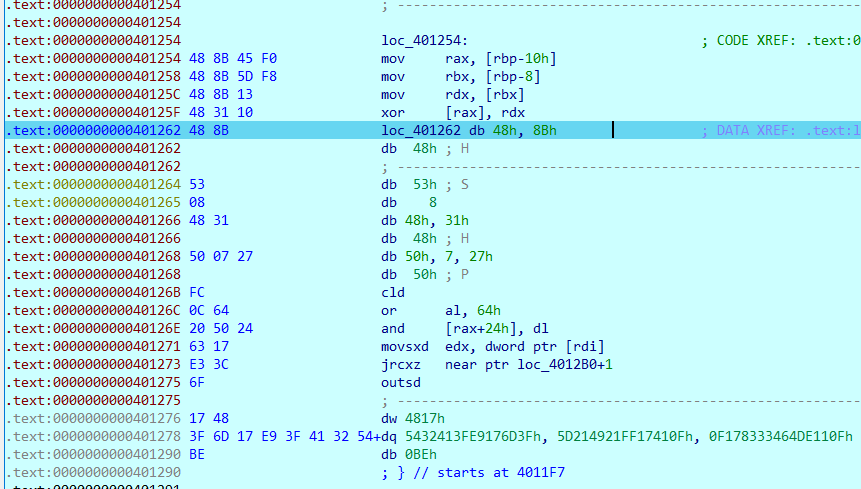 .text:0000000000401254 ; ----------------------------------------
.text:0000000000401254
.text:0000000000401254 loc_401254: ; CODE XREF: .text:0
.text:0000000000401254 48 8B 45 F0 mov rax, [rbp-10h]
.text:0000000000401258 48 8B 5D F8 mov rbx, [rbp-8]
.text:000000000040125C 48 8B 13 mov rdx, [rbx]
.text:000000000040125F 48 31 10 xor [rax], rdx
.text:0000000000401262 48 8B loc_401262 db 48h, 8Bh ; DATA XREF: .text:l
.text:0000000000401262 db 48h ; H
.text:0000000000401262 ; ----------------------------------------
.text:0000000000401264 53 db 53h ; S
.text:0000000000401265 08 db 8
.text:0000000000401266 48 31 db 48h, 31h
.text:0000000000401266 db 48h ; H
.text:0000000000401268 50 07 27 db 50h, 7, 27h
.text:0000000000401268 db 50h ; P
.text:000000000040126B FC cld
.text:000000000040126C 0C 64 or al, 64h
.text:000000000040126E 20 50 24 and [rax+24h], dl
.text:0000000000401271 63 17 movsxd edx, dword ptr [rdi]
.text:0000000000401273 E3 3C jrcxz near ptr loc_4012B0+1
.text:0000000000401275 6F outsd
.text:0000000000401275 ; ----------------------------------------
.text:0000000000401276 17 48 dw 4817h
.text:0000000000401278 3F 6D 17 E9 3F 41 32 54+dq 5432413FE9176D3Fh, 5D214921FF17410Fh, 0F178333464DE110Fh
.text:0000000000401290 BE db 0BEh
.text:0000000000401290 ; } // starts at 4011F7